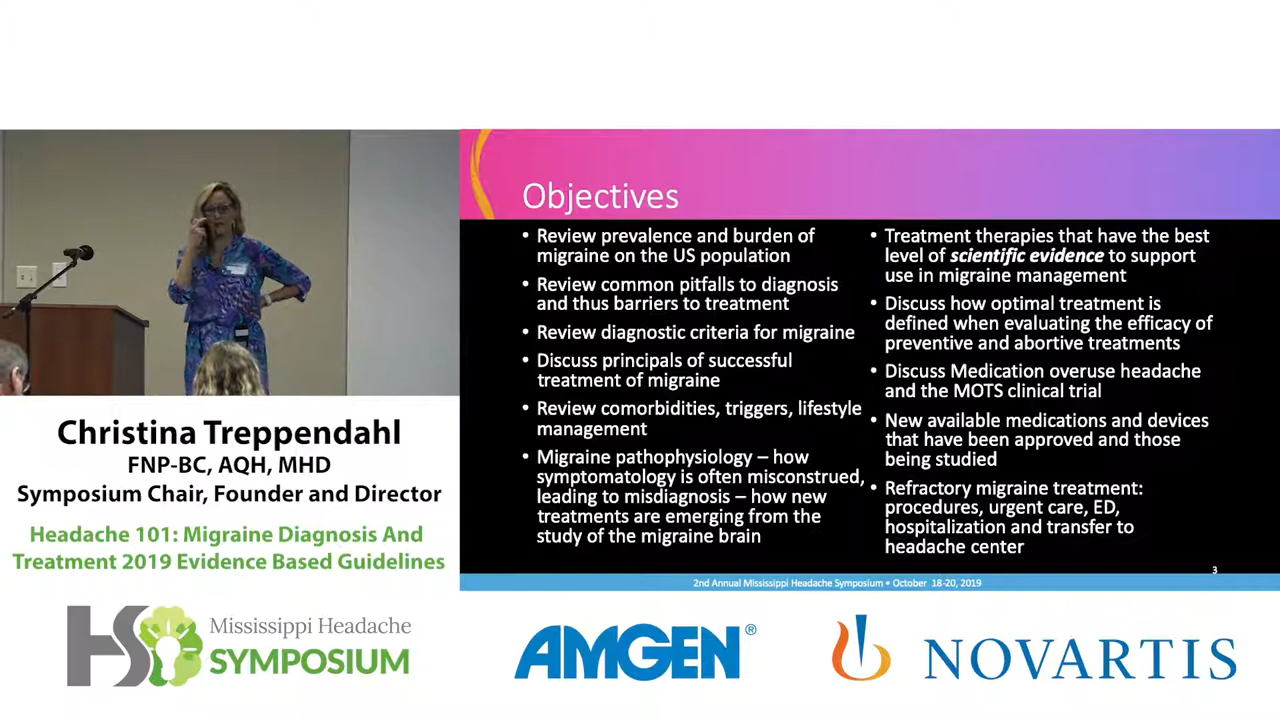 Objectives
• Review prevalence and burden of
migraine on the US population
• Review common pitfalls to diagnosis
and thus barriers to treatment
• Review diagnostic criteria for migraine
• Discuss principals of successful
treatment of migraine
• Review comorbidities, triggers, lifestyle
management
• Migraine pathophysiology – how
symptomatology is often misconstrued,
leading to misdiagnosis – how new
treatments are emerging from the
study of the migraine brain
• Treatment therapies that have the best
level of scientific evidence to support
use in migraine management
• Discuss how optimal treatment is
defined when evaluating the efficacy of
preventive and abortive treatments
• Discuss Medication overuse headache
and the MOTS clinical trial
• New available medications and devices
that have been approved and those
being studied
• Refractory migraine treatment:
procedures, urgent care, ED,
hospitalization and transfer to
headache center
3
2nd Annual Mississippi Headache Symposium • October 18-20, 2019
Christina Treppendahl
FNP-BC, AQH, MHD
Symposium Chair, Founder and Director
Headache 101: Migraine Diagnosis And
Treatment 2019 Evidence Based Guidelines
HS
Mississippi Headache
SYMPOSIUM
AMGEN®
NOVARTIS